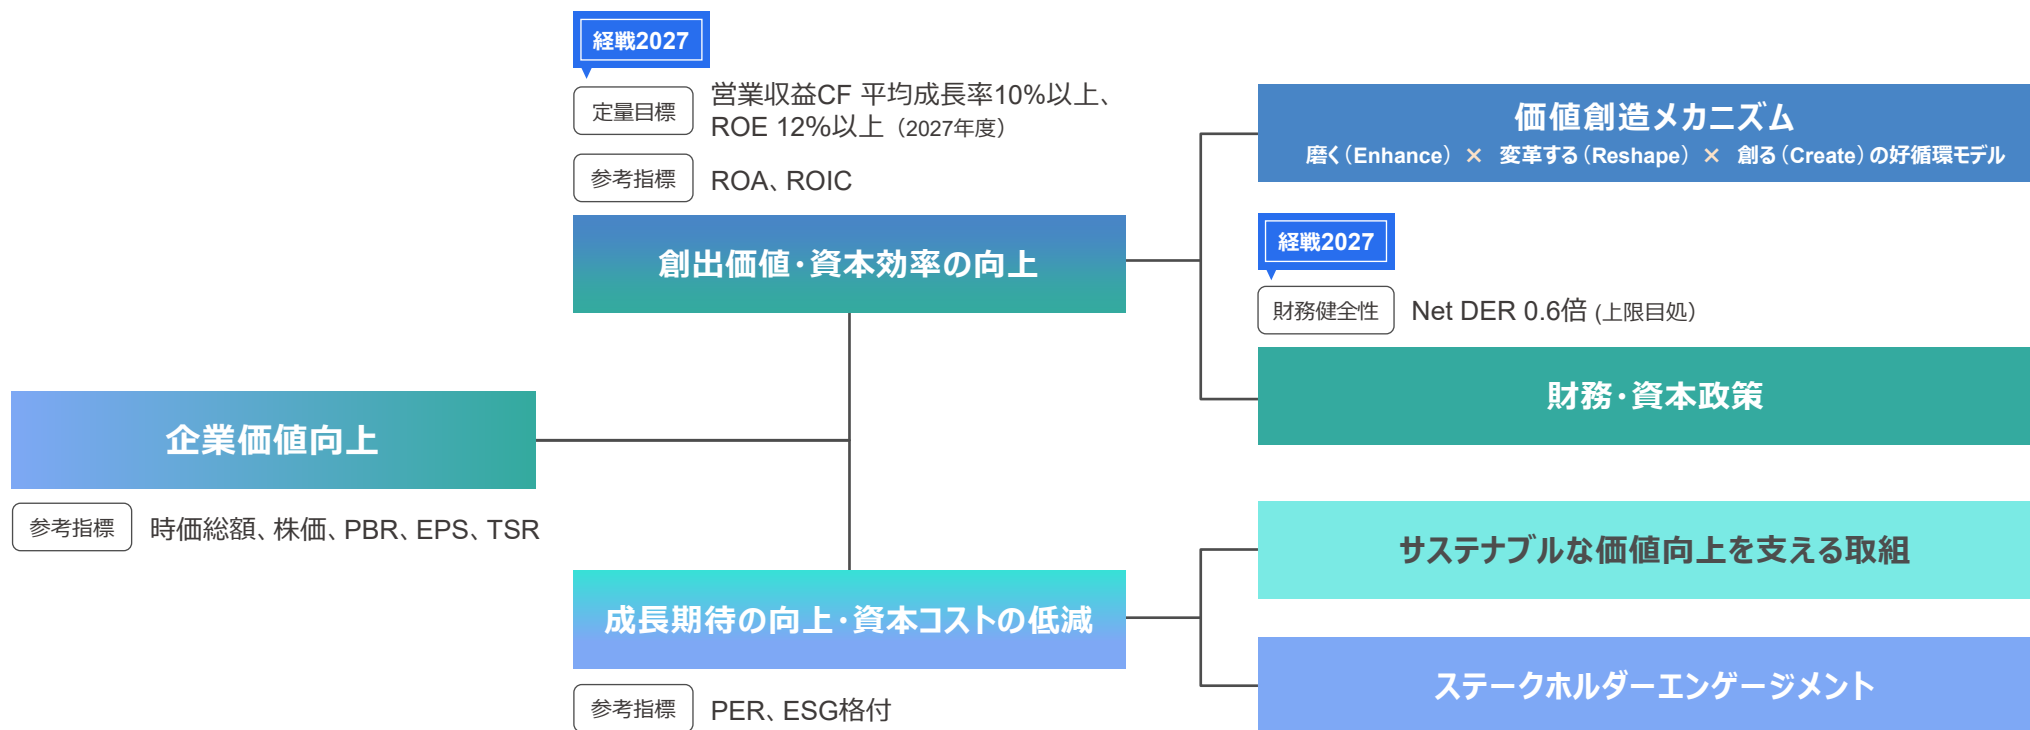 経戦2027
定量目標
営業収益CF 平均成長率10%以上、
ROE 12%以上（2027年度）
参考指標
ROA、ROIC
創出価値・資本効率の向上
価値創造メカニズム
磨く（Enhance）× 変革する（Reshape）× 創る（Create）の好循環モデル
経戦2027
財務健全性
Net DER 0.6倍 (上限目処）
財務・資本政策
企業価値向上
参考指標
時価総額、株価、PBR、EPS、TSR
成長期待の向上・資本コストの低減
参考指標
PER、ESG格付
サステナブルな価値向上を支える取組
ステークホルダーエンゲージメント